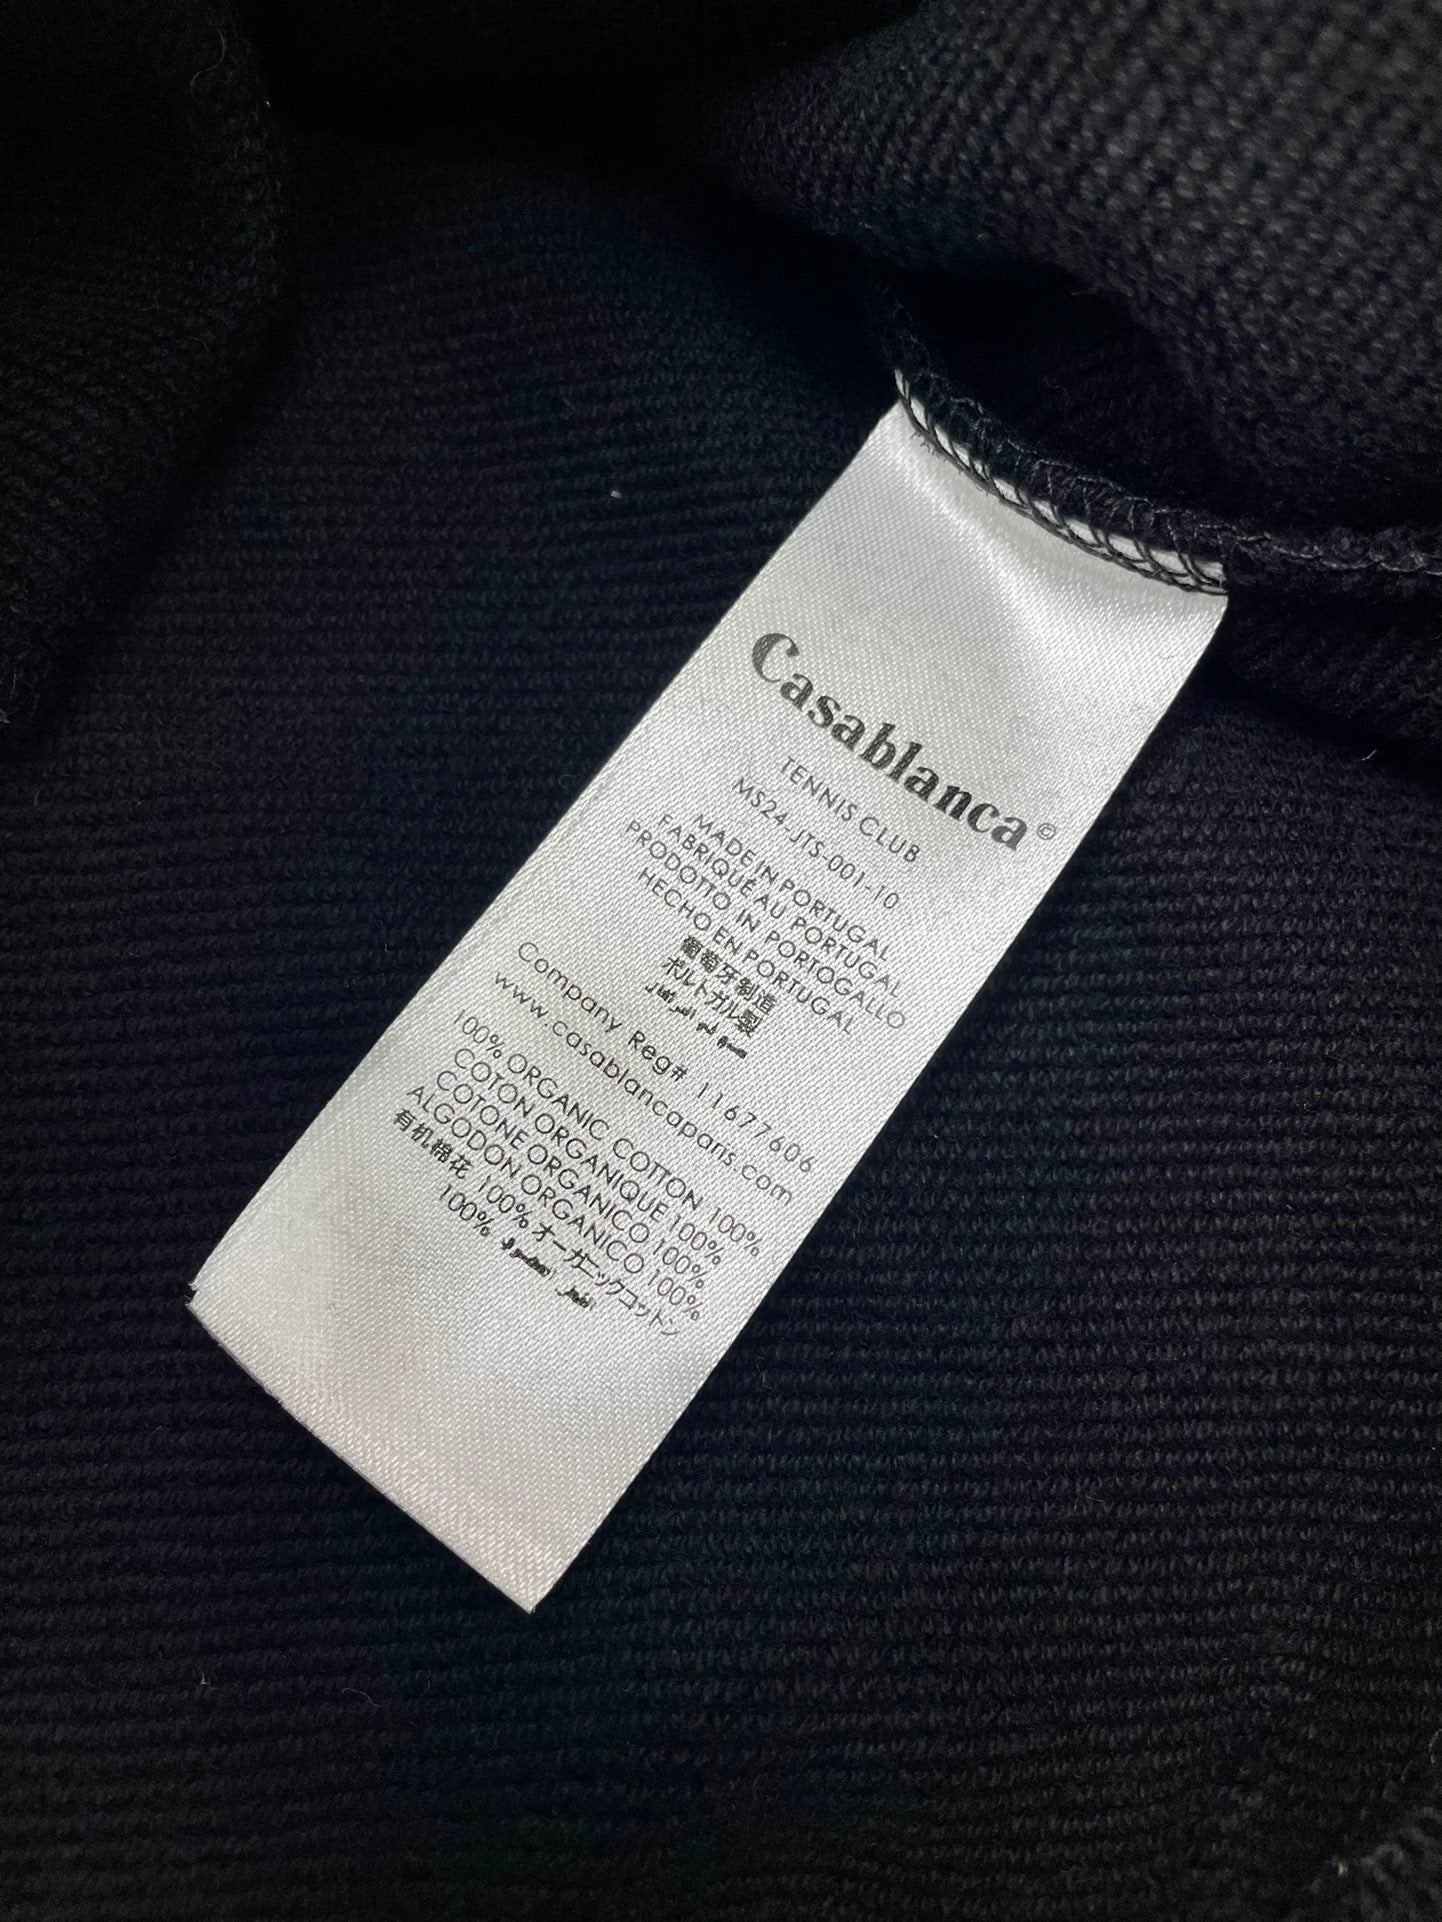 Casablanca©
TENNIS CLUB
MS24-JTS-001-10
MADE IN PORTUGAL
FABRIQUÉ AU PORTUGAL
PRODOTTO IN PORTOGALLO
HECHO EN PORTUGAL
葡萄牙制造
ポルトガル製
Company Reg# 11677606
www.casablancaparis.com
100% ORGANIC COTTON 100%
COTON ORGANIQUE 100%
COTONE ORGANICO 100%
ALGODON ORGANICO 100%
有机棉花 100% オーガニックコットン
100%